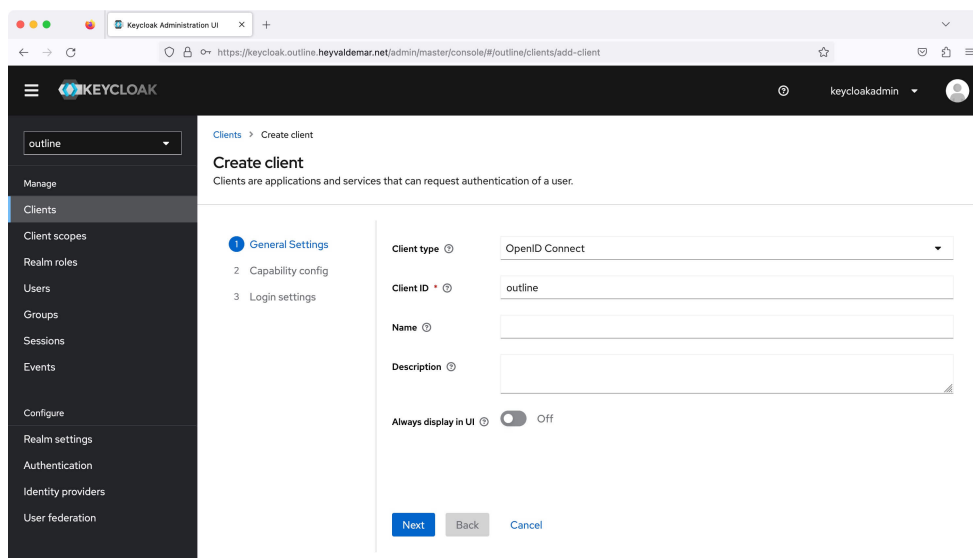 Keycloak Administration UI
https://keycloak.outline.heyvaldemar.net/admin/master/console/#/outline/clients/add-client
KEYCLOAK
keycloakadmin
outline
Manage
Clients
Client scopes
Realm roles
Users
Groups
Sessions
Events
Configure
Realm settings
Authentication
Identity providers
User federation
Clients > Create client
Create client
Clients are applications and services that can request authentication of a user.
1 General Settings
2 Capability config
3 Login settings
Client type
OpenID Connect
Client ID *
outline
Name
Description
Always display in UI
Off
Next
Back
Cancel